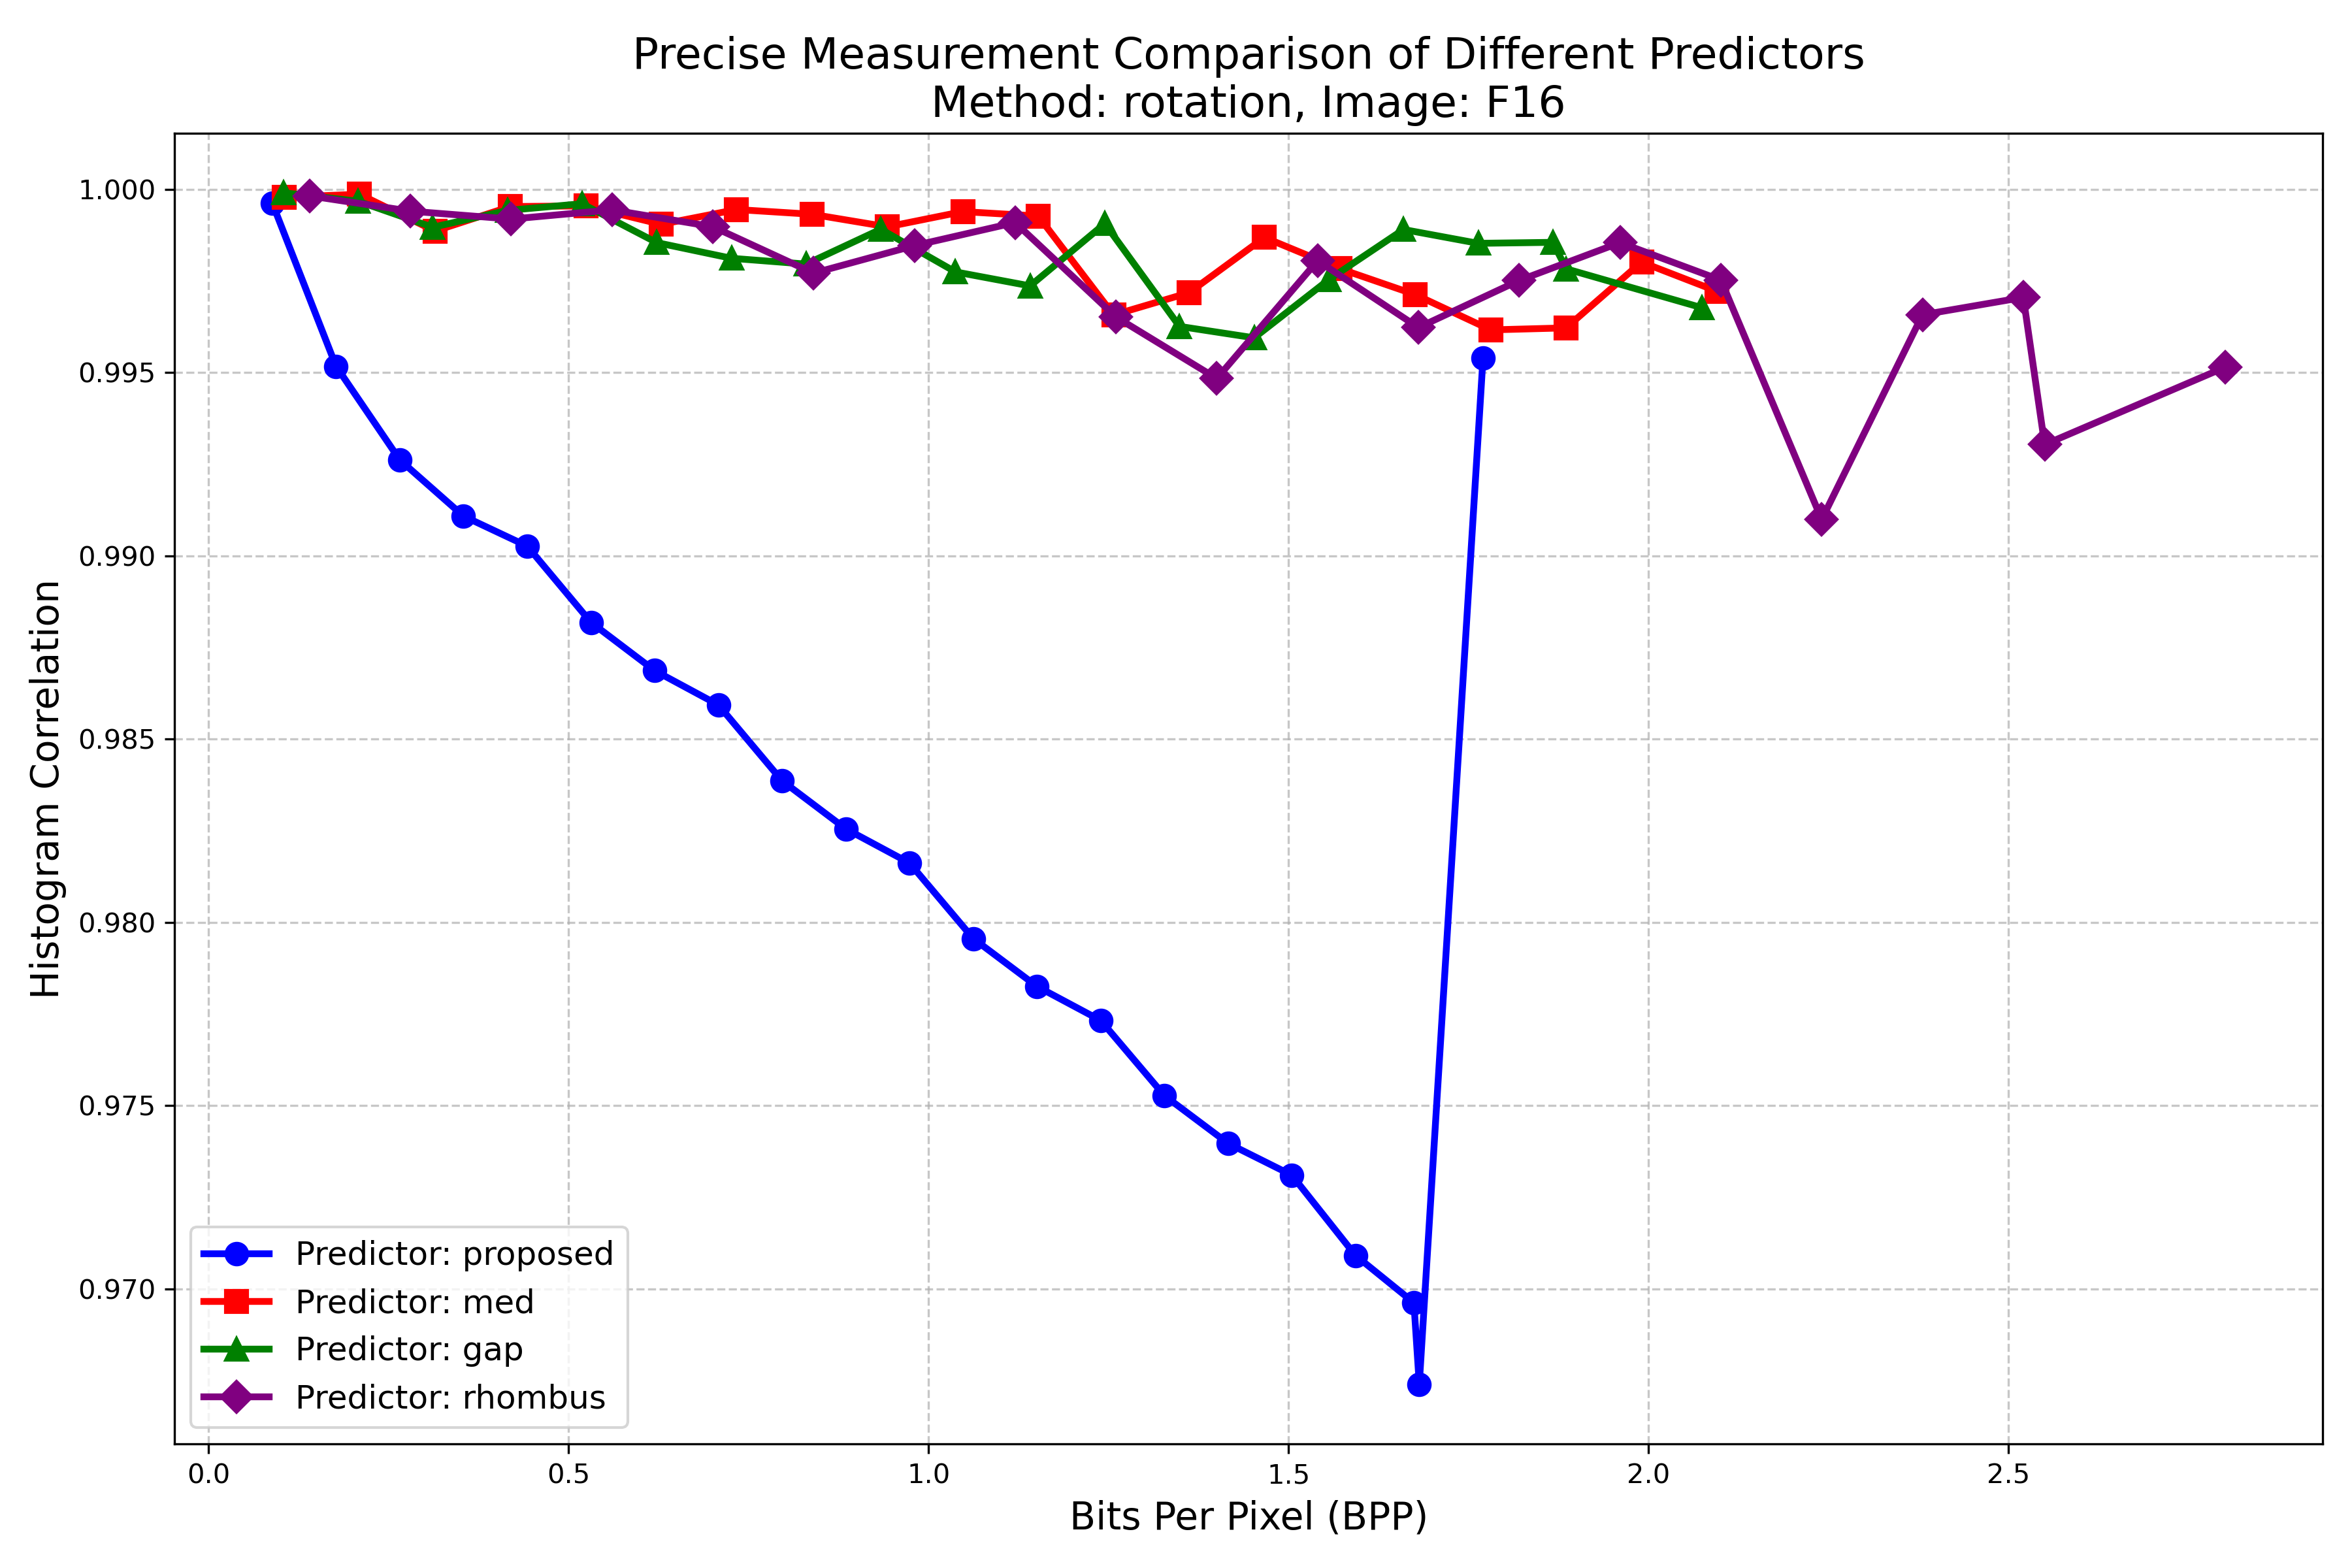 Precise Measurement Comparison of Different Predictors
Method: rotation, Image: F16
Histogram Correlation
1.000
0.995
0.990
0.985
0.980
0.975
0.970
Predictor: proposed
Predictor: med
Predictor: gap
Predictor: rhombus
0.0 0.5 1.0 1.5 2.0 2.5
Bits Per Pixel (BPP)